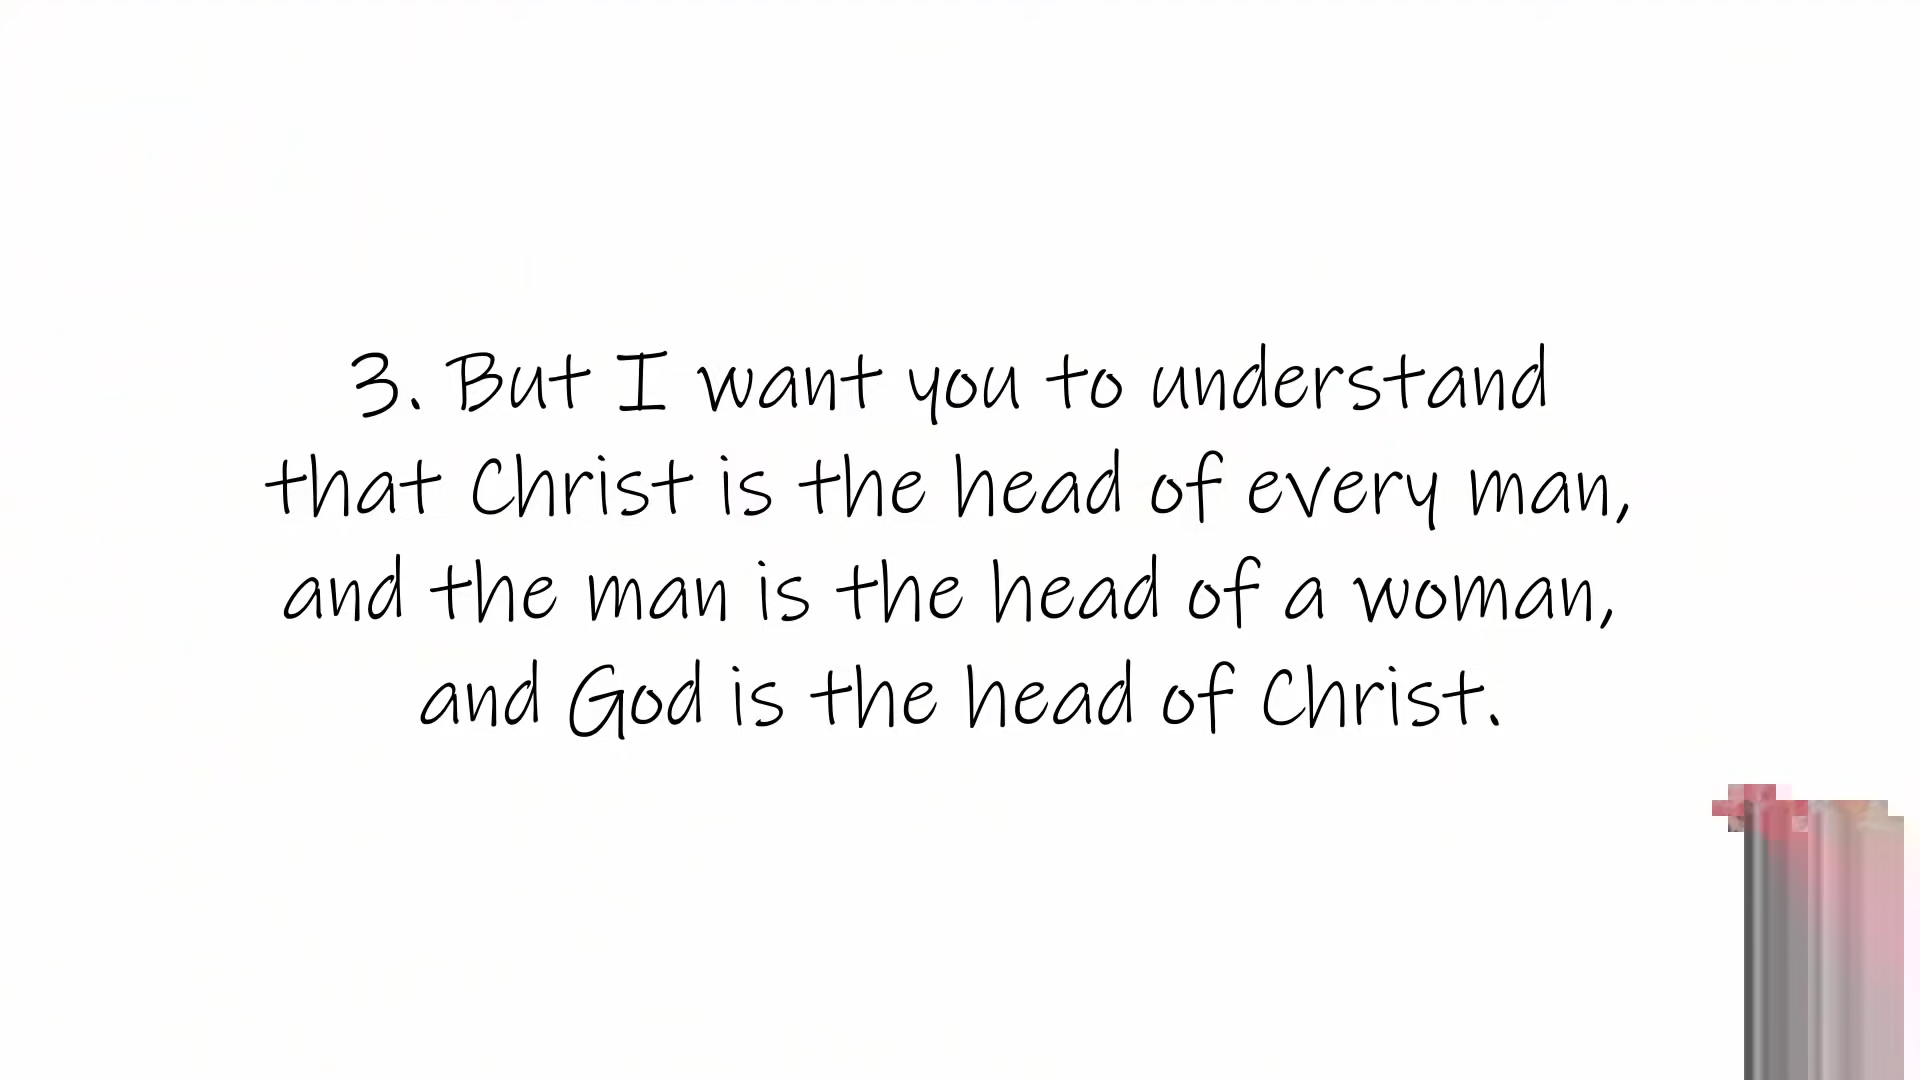 3. But I want you to understand
that Christ is the head of every man,
and the man is the head of a woman,
and God is the head of Christ.